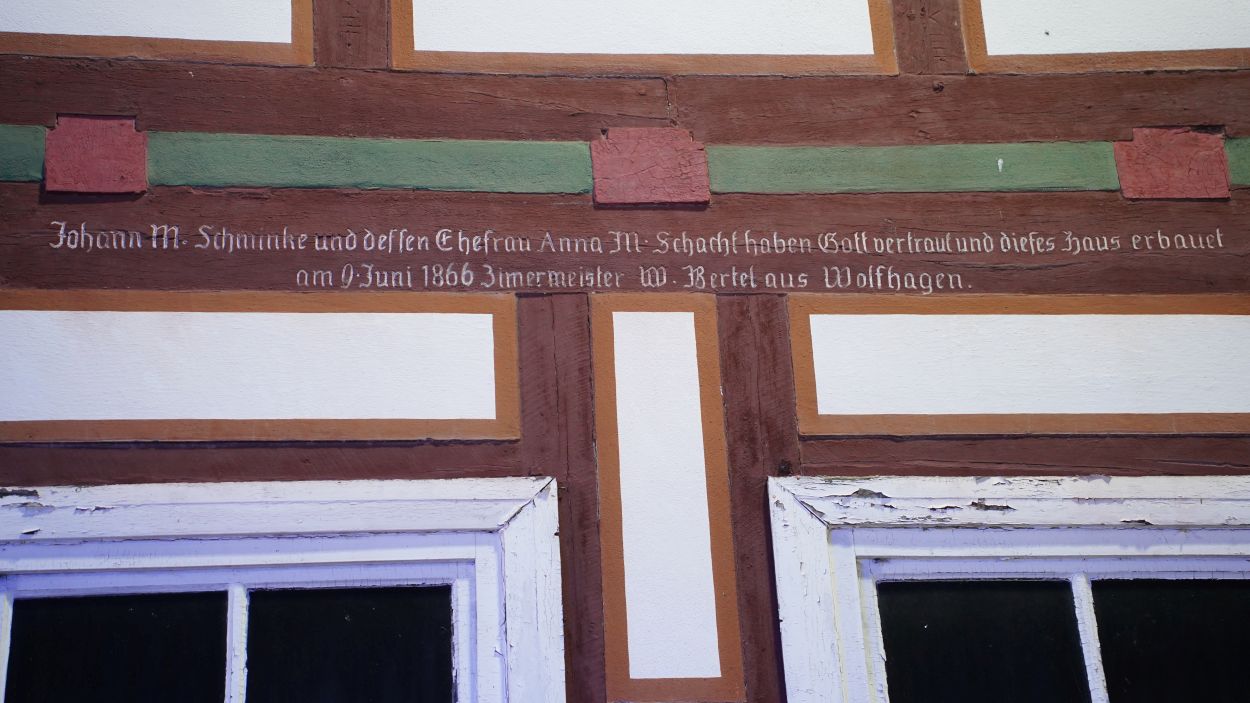 Johann M. Schminke und dessen Ehefrau Anna M. Schacht haben Gott vertraut und dieses Haus erbauet
am 9. Juni 1866 Zimermeister W. Bertel aus Wolfhagen.